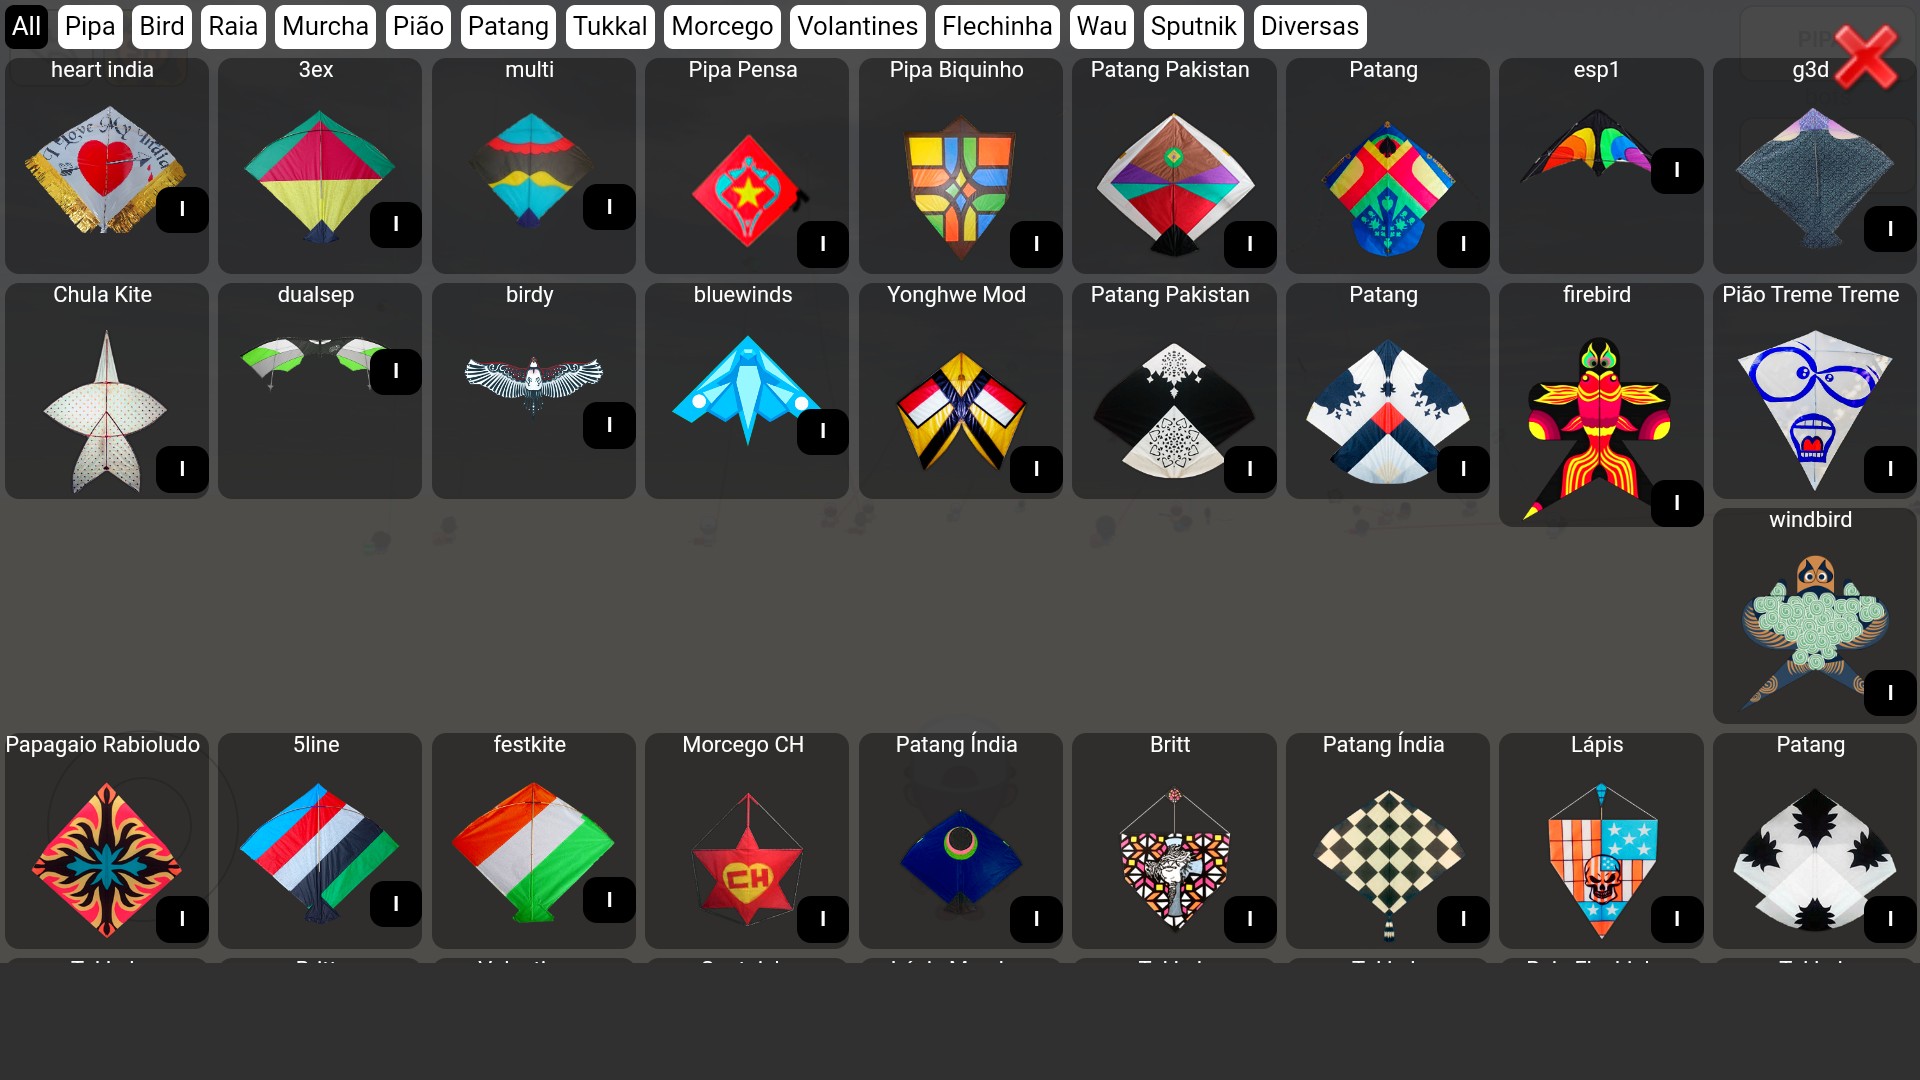 All Pipa Bird Raia Murcha Pião Patang Tukkal Morcego Volantines Flechinha Wau Sputnik Diversas
heart india 3ex multi Pipa Pensa Pipa Biquinho Patang Pakistan Patang esp1 g3d
I Love My India
I I I I I I I I I
Chula Kite dualsep birdy bluewinds Yonghwe Mod Patang Pakistan Patang firebird Pião Treme Treme
I I I I I I I I I
windbird
I
Papagaio Rabioludo 5line festkite Morcego CH Patang Índia Britt Patang Índia Lápis Patang
CH
I I I I I I I I I